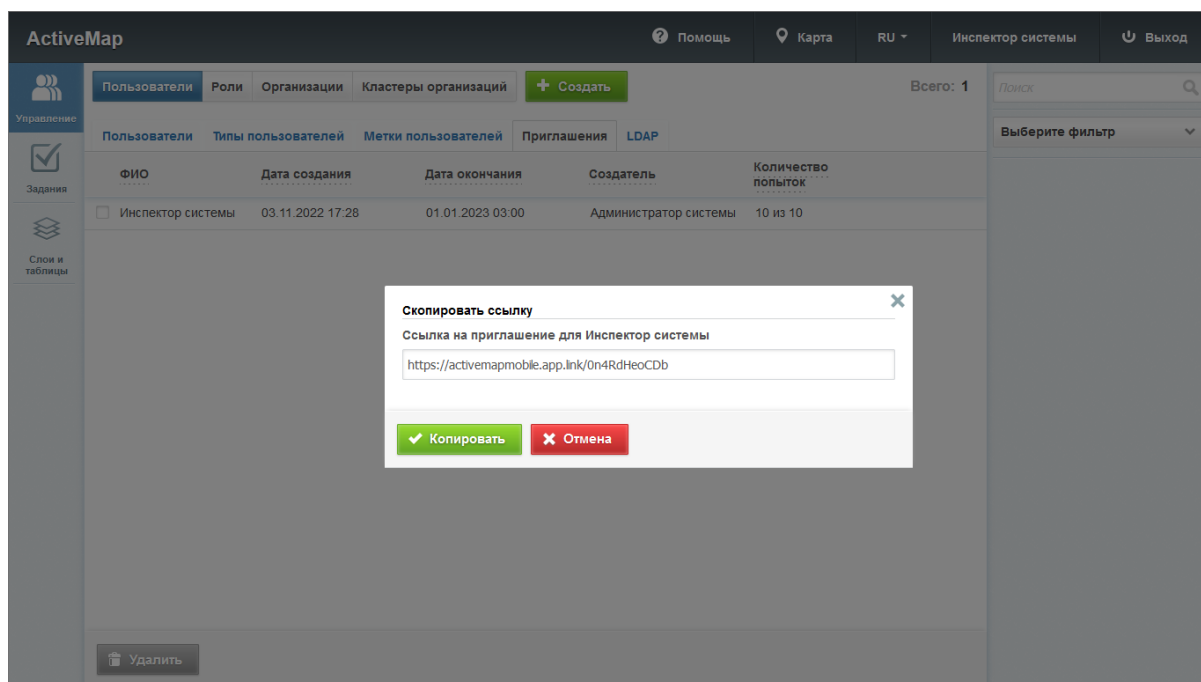 ActiveMap
Помощь
Карта
RU
Инспектор системы
Выход
Управление
Задания
Слои и
таблицы
Пользователи
Роли
Организации
Кластеры организаций
Создать
Всего: 1
Поиск
Выберите фильтр
Пользователи
Типы пользователей
Метки пользователей
Приглашения
LDAP
ФИО
Дата создания
Дата окончания
Создатель
Количество
попыток
Инспектор системы
03.11.2022 17:28
01.01.2023 03:00
Администратор системы
10 из 10
Скопировать ссылку
Ссылка на приглашение для Инспектор системы
https://activemapmobile.app.link/0n4RdHeoCDb
Копировать
Отмена
Удалить